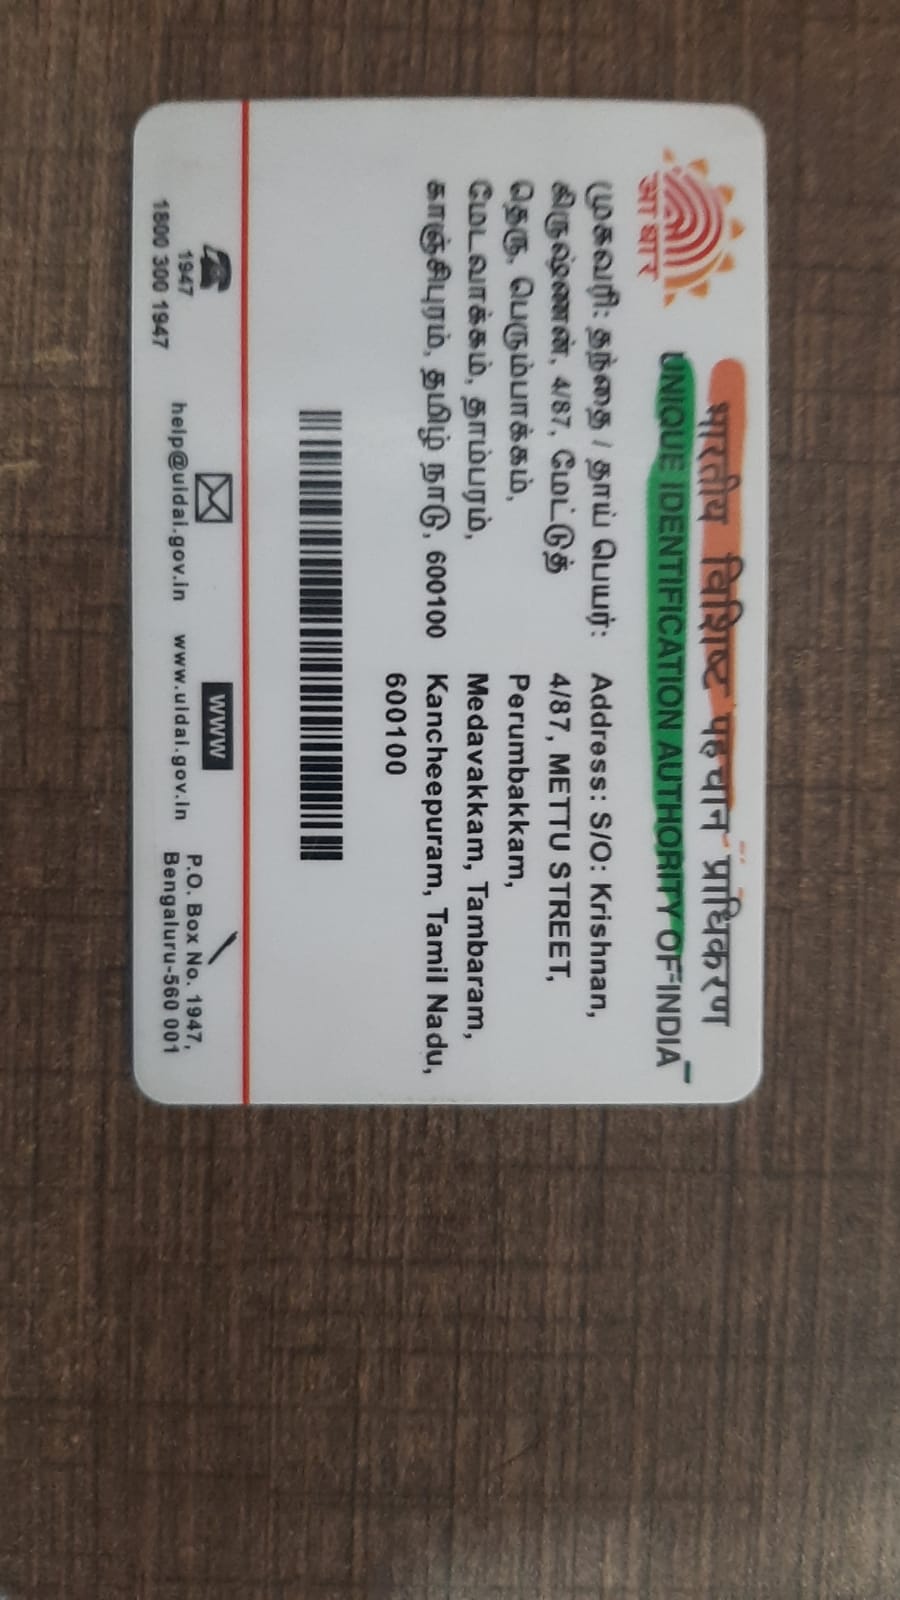 आधार
भारतीय विशिष्ट पहचान प्राधिकरण
UNIQUE IDENTIFICATION AUTHORITY OF INDIA
முகவரி: தந்தை / தாய் பெயர்:
கிருஷ்ணன், 4/87, மேட்டுத்
தெரு, பெரும்பாக்கம்,
மேடவாக்கம், தாம்பரம்,
காஞ்சிபுரம், தமிழ் நாடு, 600100
Address: S/O: Krishnan,
4/87, METTU STREET,
Perumbakkam,
Medavakkam, Tambaram,
Kancheepuram, Tamil Nadu,
600100
1947
1800 300 1947
help@uidai.gov.in
WWW
www.uidai.gov.in
P.O. Box No. 1947,
Bengaluru-560 001